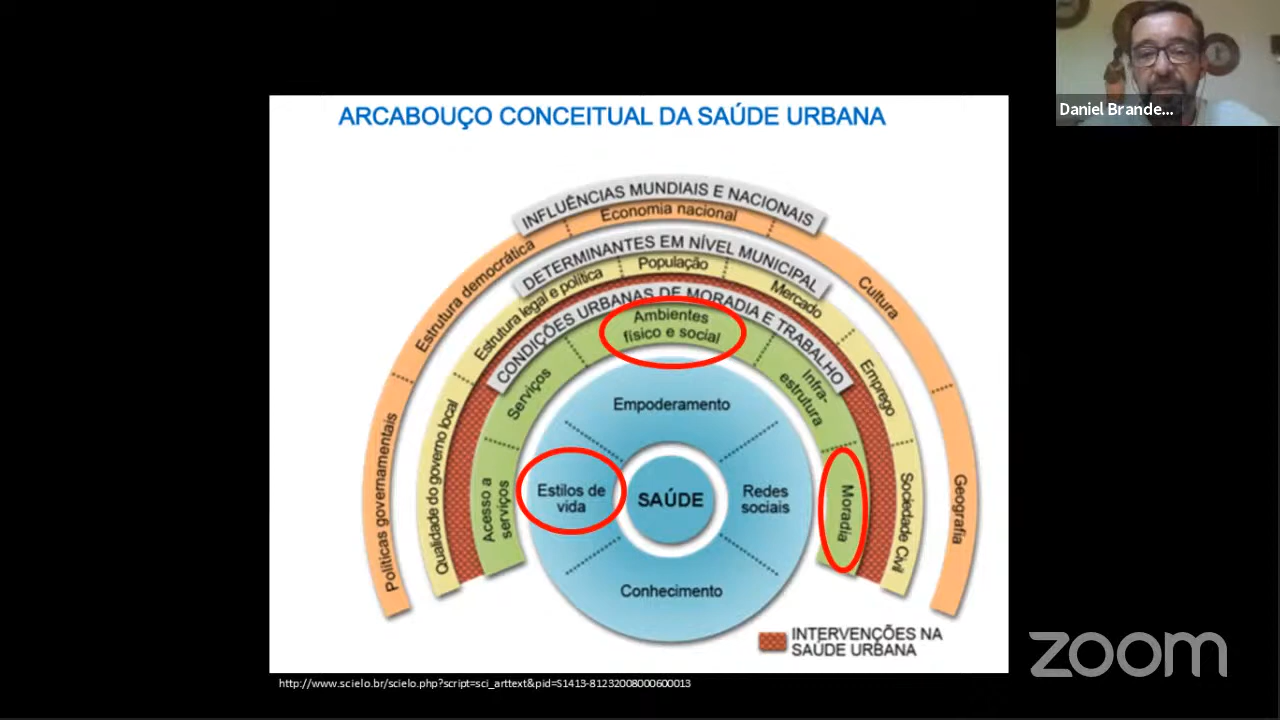 Daniel Brande...
ARCABOUÇO CONCEITUAL DA SAÚDE URBANA
INFLUÊNCIAS MUNDIAIS E NACIONAIS
Políticas governamentais
Estrutura democrática
Economia nacional
Cultura
Geografia
DETERMINANTES EM NÍVEL MUNICIPAL
Qualidade do governo local
Estrutura legal e política
População
Mercado
Emprego
Sociedade Civil
CONDIÇÕES URBANAS DE MORADIA E TRABALHO
Acesso a
serviços
Serviços
Ambientes
físico e social
Infra-
estrutura
Moradia
Empoderamento
Estilos de
vida
SAÚDE
Redes
sociais
Conhecimento
INTERVENÇÕES NA
SAÚDE URBANA
zoom
http://www.scielo.br/scielo.php?script=sci_arttext&pid=S1413-81232008000600013